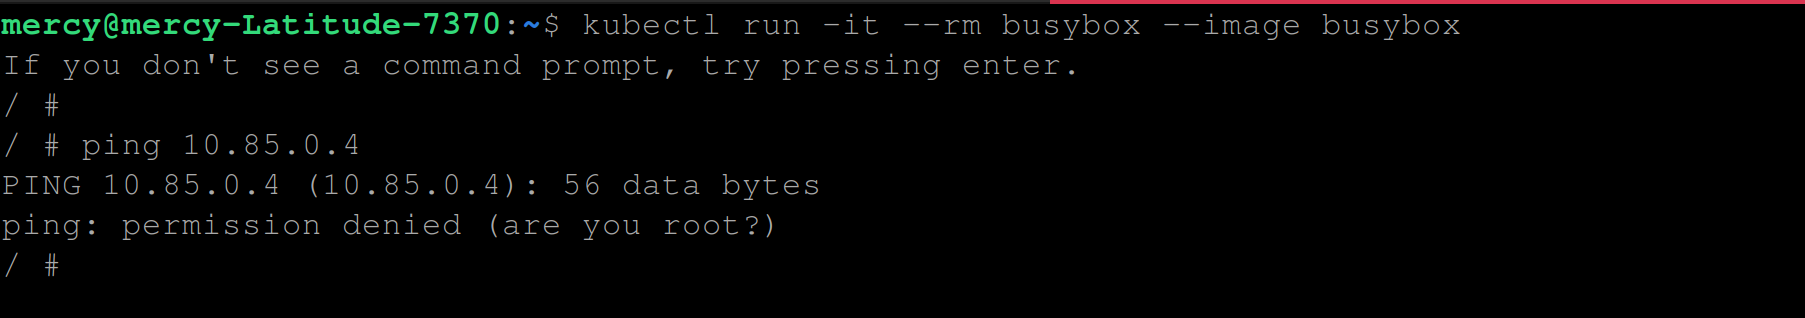 mercy@mercy-Latitude-7370:~$ kubectl run -it --rm busybox --image busybox
If you don't see a command prompt, try pressing enter.
/ #
/ # ping 10.85.0.4
PING 10.85.0.4 (10.85.0.4): 56 data bytes
ping: permission denied (are you root?)
/ #